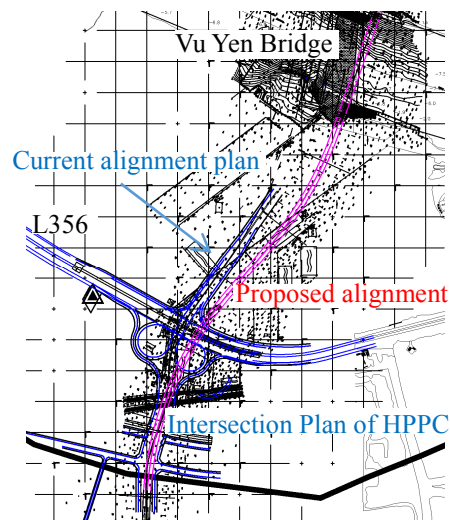 Vu Yen Bridge
Current alignment plan
L356
Proposed alignment
Intersection Plan of HPPC